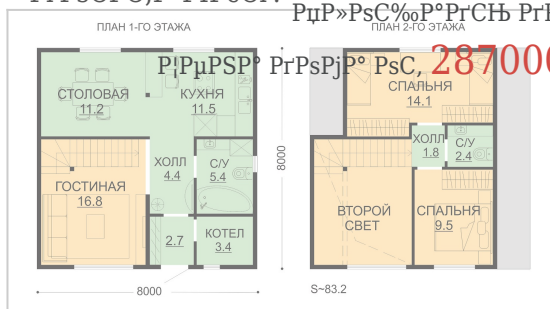 РџР»РѕС‰Р°РґСЊ РґРѕ
ПЛАН 1-ГО ЭТАЖА
ПЛАН 2-ГО ЭТАЖА
Р¦РµРЅР° РґРѕРјР° РѕС‚ 287000
СТОЛОВАЯ
11.2
КУХНЯ
11.5
СПАЛЬНЯ
14.1
ХОЛЛ
4.4
С/У
5.4
8000
ХОЛЛ
1.8
С/У
2.4
ГОСТИНАЯ
16.8
ВТОРОЙ
СВЕТ
СПАЛЬНЯ
9.5
2.7
КОТЕЛ
3.4
8000
S~83.2